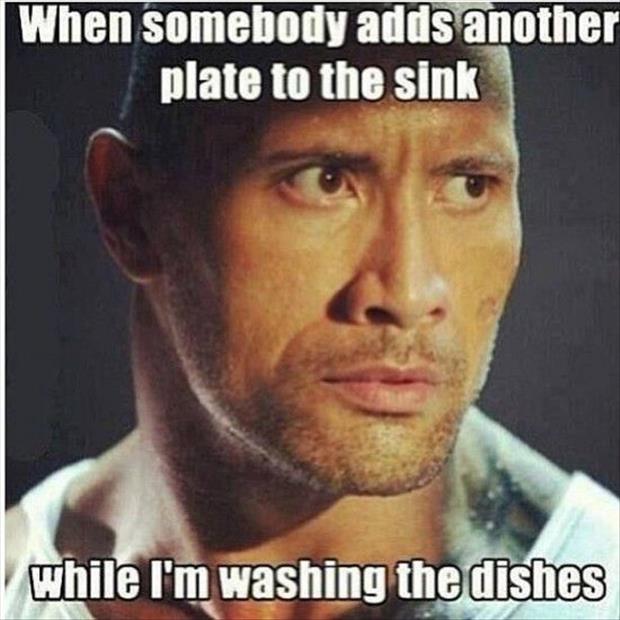 When somebody adds another
plate to the sink
while I'm washing the dishes